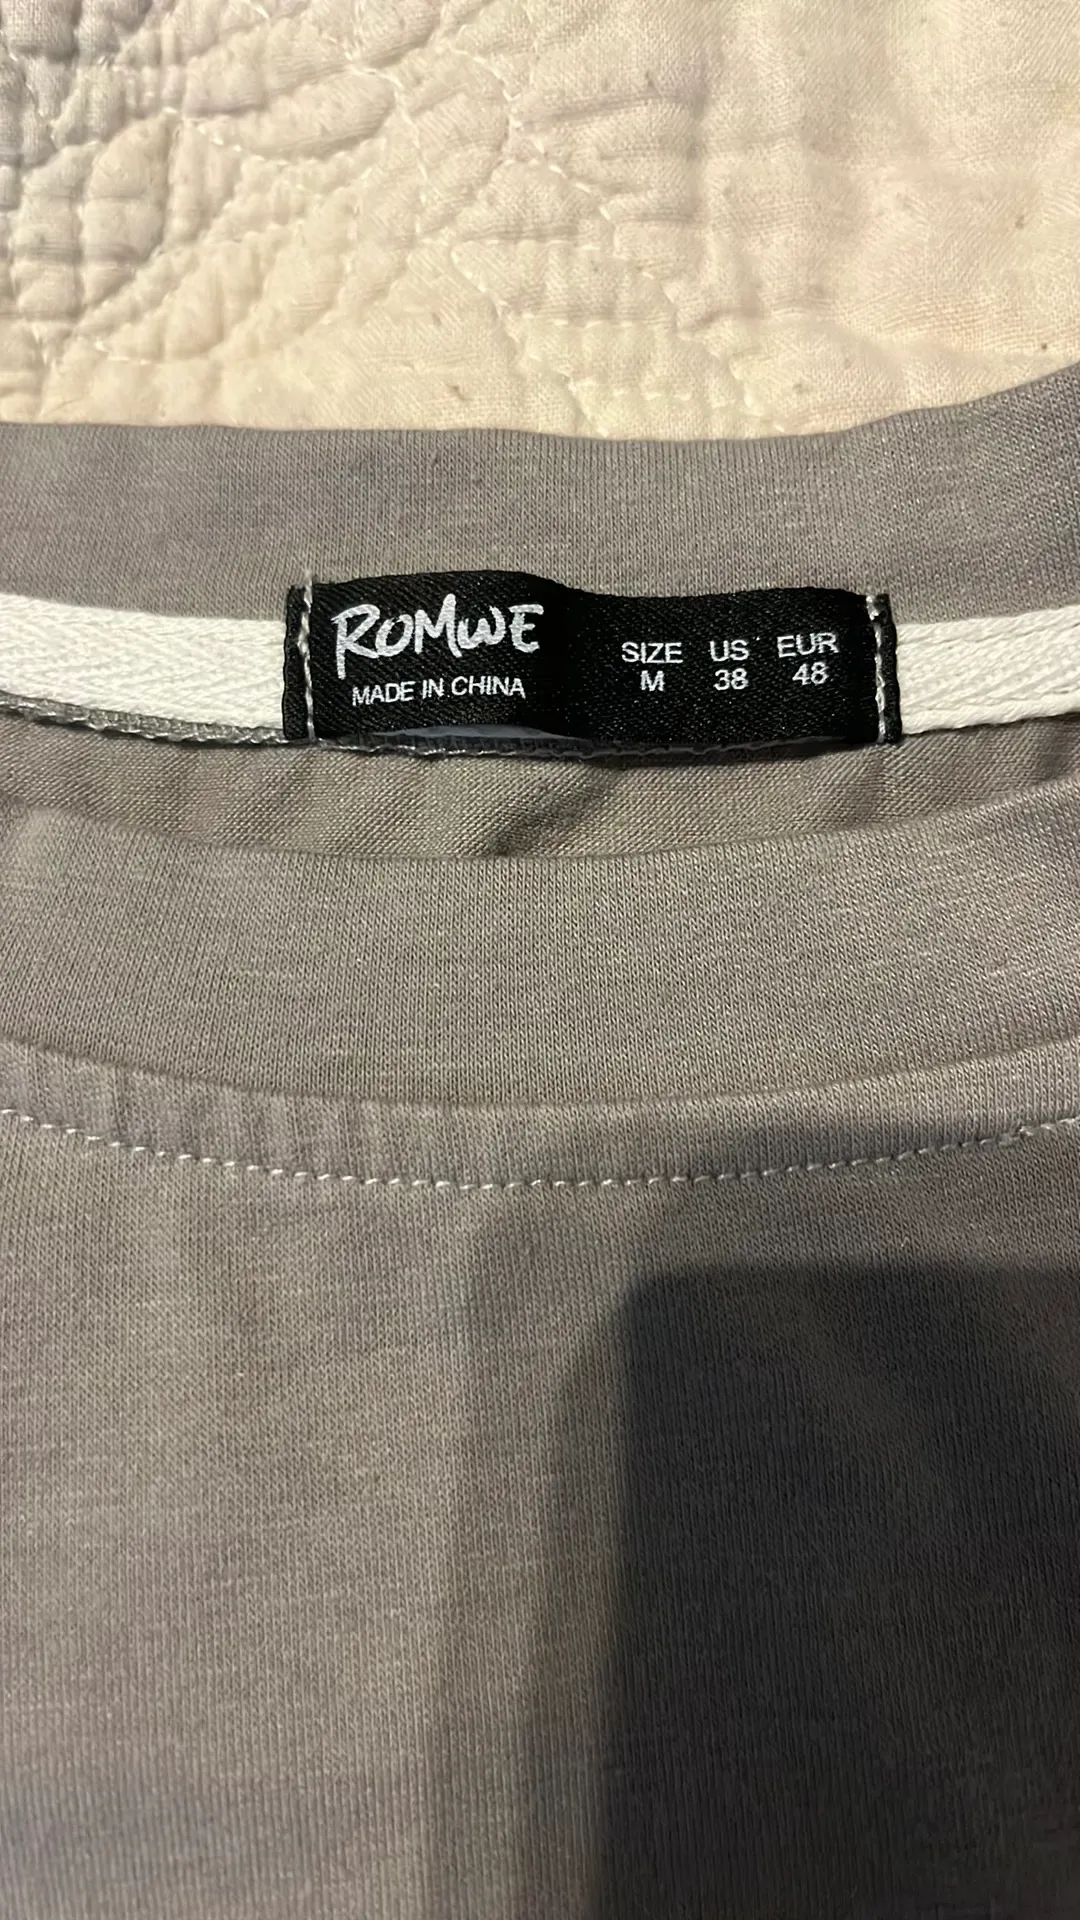 ROMWE
MADE IN CHINA
SIZE US EUR
M 38 48